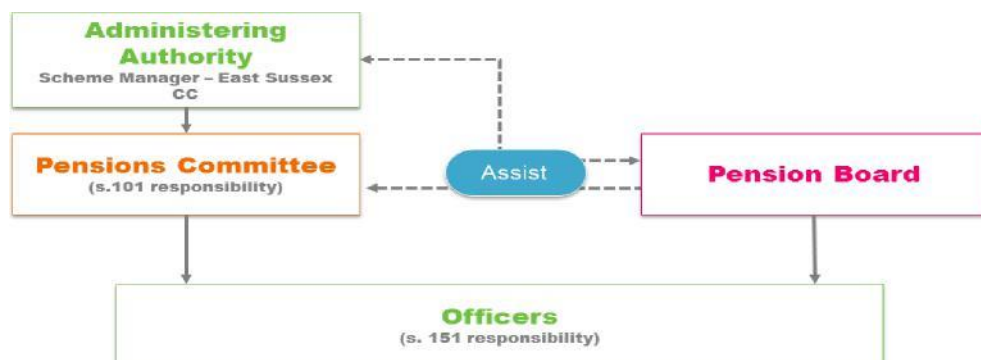 Administering
Authority
Scheme Manager – East Sussex
CC
Pensions Committee
(s.101 responsibility)
Assist
Pension Board
Officers
(s. 151 responsibility)